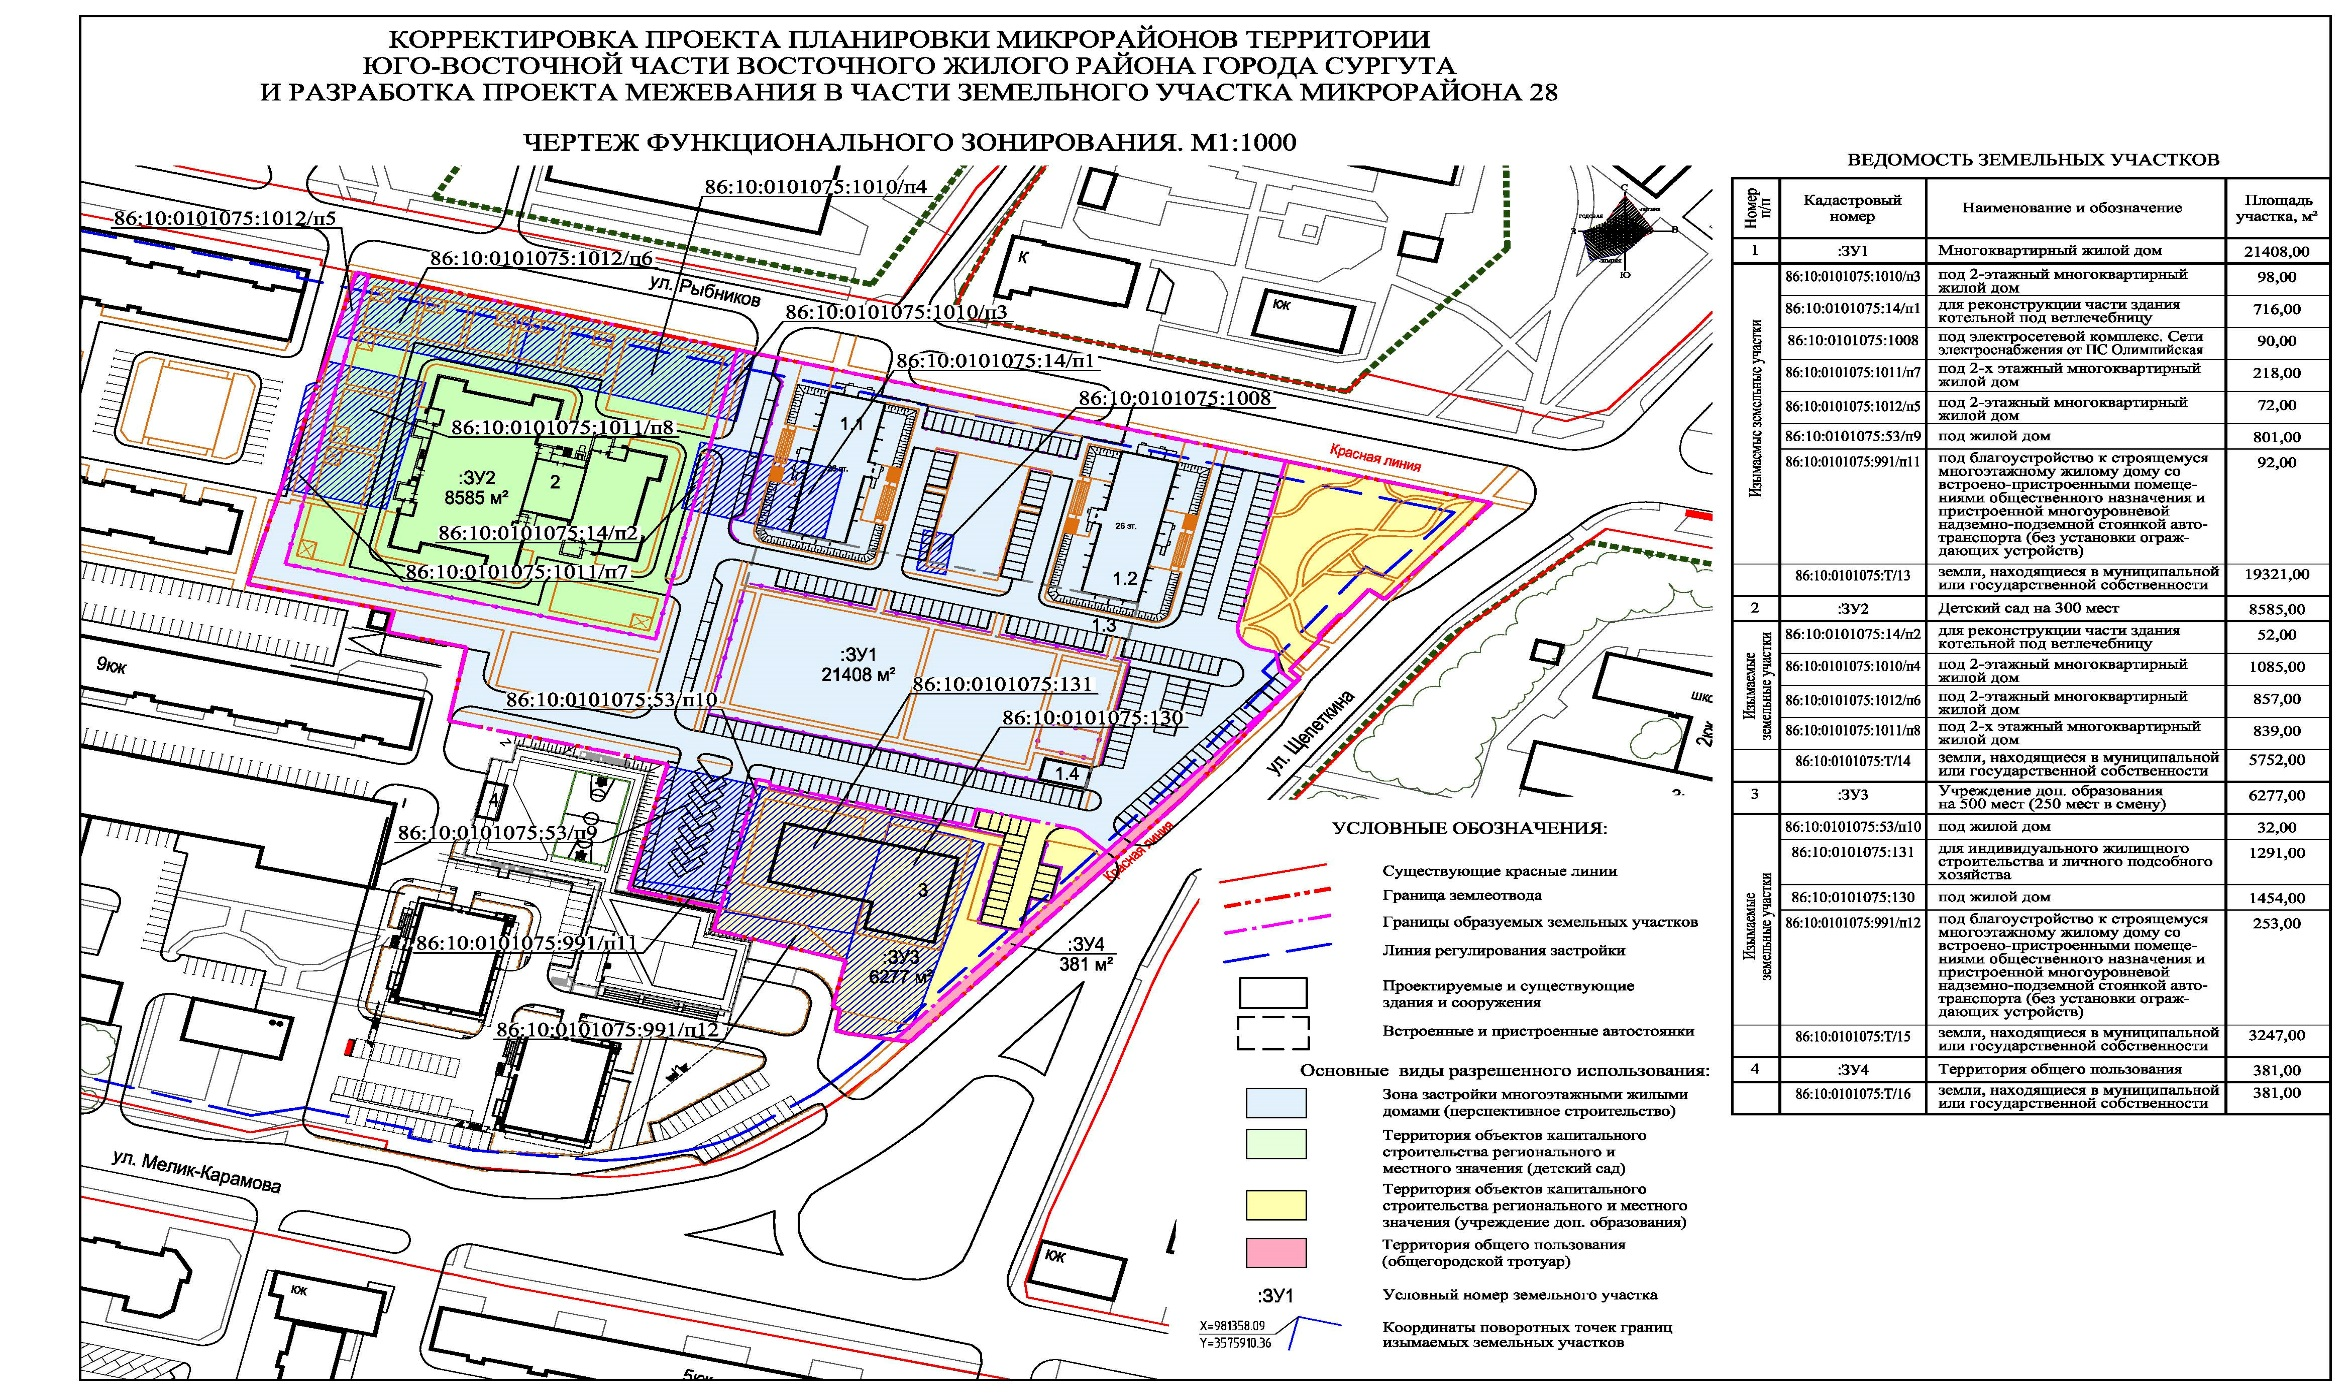 КОРРЕКТИРОВКА ПРОЕКТА ПЛАНИРОВКИ МИКРОРАЙОНОВ ТЕРРИТОРИИ
ЮГО-ВОСТОЧНОЙ ЧАСТИ ВОСТОЧНОГО ЖИЛОГО РАЙОНА ГОРОДА СУРГУТА
И РАЗРАБОТКА ПРОЕКТА МЕЖЕВАНИЯ В ЧАСТИ ЗЕМЕЛЬНОГО УЧАСТКА МИКРОРАЙОНА 28
ЧЕРТЕЖ ФУНКЦИОНАЛЬНОГО ЗОНИРОВАНИЯ. М1:1000
86:10:0101075:1010/п4
86:10:0101075:1012/п5
86:10:0101075:1012/п6
ул. Рыбников
К
кж
С
В
Ю
З
86:10:0101075:1010/п3
86:10:0101075:14/п1
86:10:0101075:1008
1.1
86:10:0101075:1011/п8
Красная линия
:ЗУ2
8585 м²
2
26 эт.
86:10:0101075:14/п2
86:10:0101075:1011/п7
1.2
1.3
9кж
:ЗУ1
21408 м²
86:10:0101075:53/п10
86:10:0101075:131
86:10:0101075:130
ул. Щепеткина
шко
2кж
1.4
4
86:10:0101075:53/п9
Красная линия
3
86:10:0101075:991/п11
:ЗУ3
6277 м²
:ЗУ4
381 м²
86:10:0101075:991/п12
ул. Мелик-Карамова
кж
кж
5кж
УСЛОВНЫЕ ОБОЗНАЧЕНИЯ:
Существующие красные линии
Граница землеотвода
Границы образуемых земельных участков
Линия регулирования застройки
Проектируемые и существующие
здания и сооружения
Встроенные и пристроенные автостоянки
Основные виды разрешенного использования:
Зона застройки многоэтажными жилыми
домами (перспективное строительство)
Территория объектов капитального
строительства регионального и
местного значения (детский сад)
Территория объектов капитального
строительства регионального и местного
значения (учреждение доп. образования)
Территория общего пользования
(общегородской тротуар)
:ЗУ1 Условный номер земельного участка
X=981358.09
Y=3575910.36
Координаты поворотных точек границ
изымаемых земельных участков
ВЕДОМОСТЬ ЗЕМЕЛЬНЫХ УЧАСТКОВ
Номер п/п
Кадастровый номер
Наименование и обозначение
Площадь участка, м²
1 :ЗУ1 Многоквартирный жилой дом 21408,00
Изымаемые земельные участки
86:10:0101075:1010/п3 под 2-этажный многоквартирный 98,00
жилой дом
86:10:0101075:14/п1 для реконструкции части здания 716,00
котельной под ветлечебницу
86:10:0101075:1008 под электросетевой комплекс. Сети 90,00
электроснабжения от ПС Олимпийская
86:10:0101075:1011/п7 под 2-х этажный многоквартирный 218,00
жилой дом
86:10:0101075:1012/п5 под 2-этажный многоквартирный 72,00
жилой дом
86:10:0101075:53/п9 под жилой дом 801,00
86:10:0101075:991/п11 под благоустройство к строящемуся 92,00
многоэтажному жилому дому со
встроено-пристроенными помеще-
ниями общественного назначения и
пристроенной многоуровневой
надземно-подземной стоянкой авто-
транспорта (без установки ограж-
дающих устройств)
86:10:0101075:Т/13 земли, находящиеся в муниципальной 19321,00
или государственной собственности
2 :ЗУ2 Детский сад на 300 мест 8585,00
Изымаемые
земельные участки
86:10:0101075:14/п2 для реконструкции части здания 52,00
котельной под ветлечебницу
86:10:0101075:1010/п4 под 2-этажный многоквартирный 1085,00
жилой дом
86:10:0101075:1012/п6 под 2-этажный многоквартирный 857,00
жилой дом
86:10:0101075:1011/п8 под 2-х этажный многоквартирный 839,00
жилой дом
86:10:0101075:Т/14 земли, находящиеся в муниципальной 5752,00
или государственной собственности
3 :ЗУ3 Учреждение доп. образования 6277,00
на 500 мест (250 мест в смену)
Изымаемые
земельные участки
86:10:0101075:53/п10 под жилой дом 32,00
86:10:0101075:131 для индивидуального жилищного 1291,00
строительства и личного подсобного
хозяйства
86:10:0101075:130 под жилой дом 1454,00
86:10:0101075:991/п12 под благоустройство к строящемуся 253,00
многоэтажному жилому дому со
встроено-пристроенными помеще-
ниями общественного назначения и
пристроенной многоуровневой
надземно-подземной стоянкой авто-
транспорта (без установки ограж-
дающих устройств)
86:10:0101075:Т/15 земли, находящиеся в муниципальной 3247,00
или государственной собственности
4 :ЗУ4 Территория общего пользования 381,00
86:10:0101075:Т/16 земли, находящиеся в муниципальной 381,00
или государственной собственности